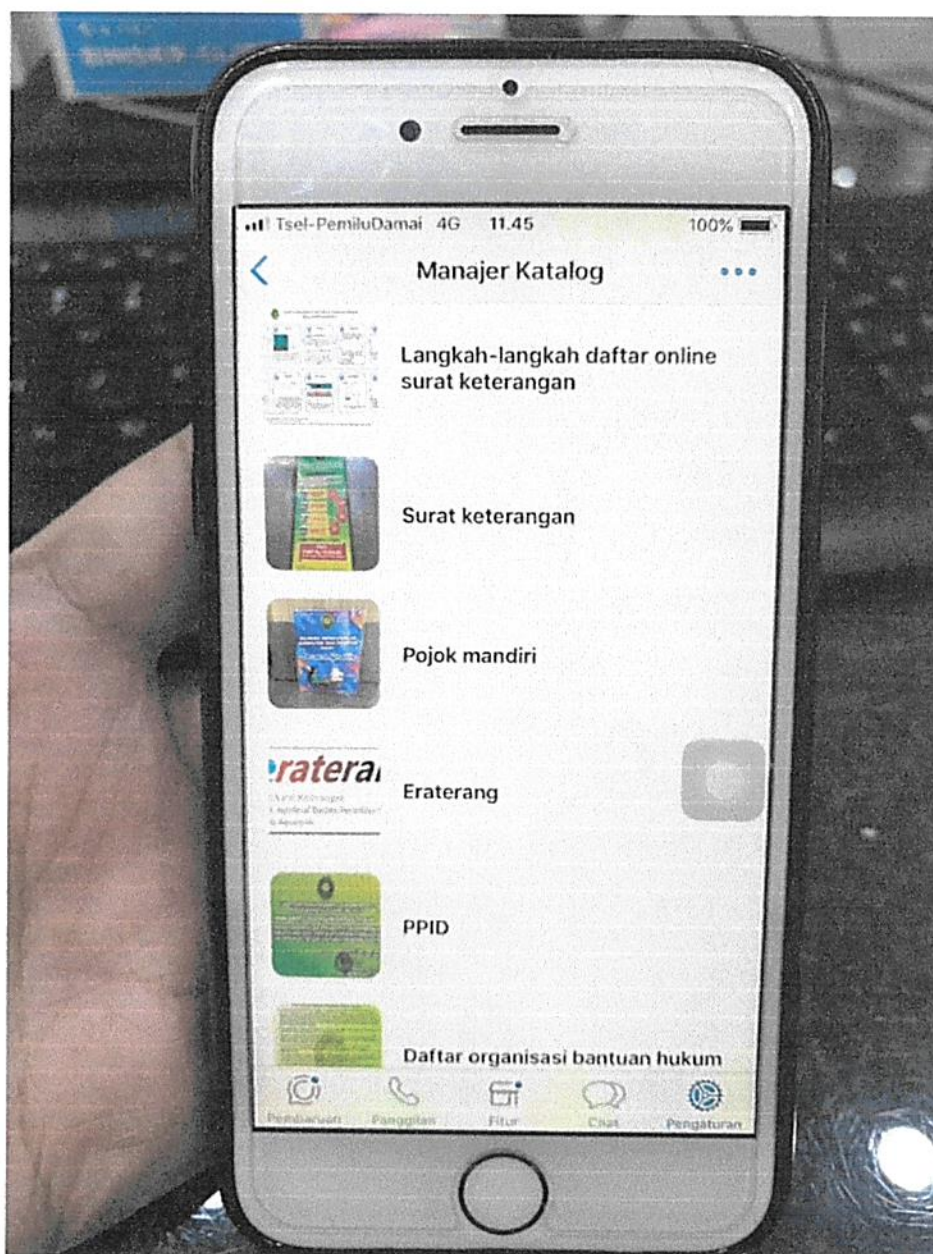 Tsel-PemiluDamai 4G 11.45 100%
Manajer Katalog
Langkah-langkah daftar online
surat keterangan
Surat keterangan
Pojok mandiri
Eraterang
PPID
Daftar organisasi bantuan hukum
Pembaruan Panggilan Fitur Chat Pengaturan